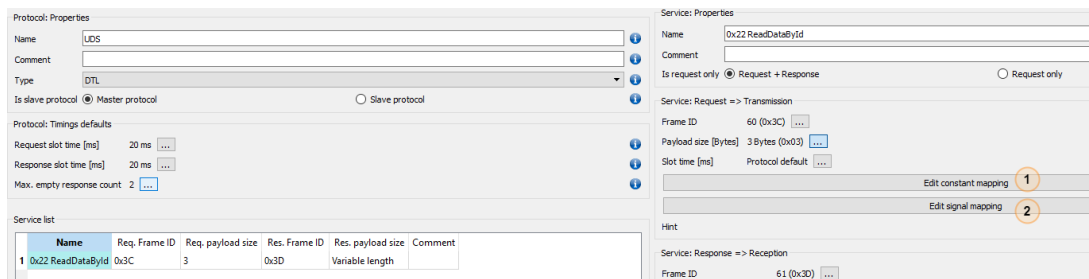 Protocol: Properties
Name UDS
Comment
Type DTL
Is slave protocol Master protocol Slave protocol
Protocol: Timings defaults
Request slot time [ms] 20 ms ...
Response slot time [ms] 20 ms ...
Max. empty response count 2 ...
Service list
Name Req. Frame ID Req. payload size Res. Frame ID Res. payload size Comment
1 0x22 ReadDataById 0x3C 3 0x3D Variable length
Service: Properties
Name 0x22 ReadDataById
Comment
Is request only Request + Response Request only
Service: Request => Transmission
Frame ID 60 (0x3C) ...
Payload size [Bytes] 3 Bytes (0x03) ...
Slot time [ms] Protocol default ...
Edit constant mapping 1
Edit signal mapping 2
Hint
Service: Response => Reception
Frame ID 61 (0x3D) ...